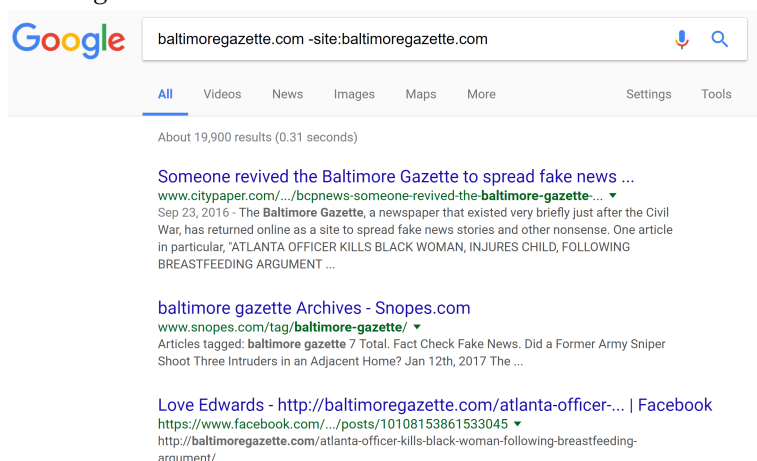 Google
baltimoregazette.com -site:baltimoregazette.com
All Videos News Images Maps More Settings Tools
About 19,900 results (0.31 seconds)
Someone revived the Baltimore Gazette to spread fake news ...
www.citypaper.com/.../bcpnews-someone-revived-the-baltimore-gazette-...
Sep 23, 2016 - The Baltimore Gazette, a newspaper that existed very briefly just after the Civil
War, has returned online as a site to spread fake news stories and other nonsense. One article
in particular, "ATLANTA OFFICER KILLS BLACK WOMAN, INJURES CHILD, FOLLOWING
BREASTFEEDING ARGUMENT ...
baltimore gazette Archives - Snopes.com
www.snopes.com/tag/baltimore-gazette/
Articles tagged: baltimore gazette 7 Total. Fact Check Fake News. Did a Former Army Sniper
Shoot Three Intruders in an Adjacent Home? Jan 12th, 2017 The ...
Love Edwards - http://baltimoregazette.com/atlanta-officer-... | Facebook
https://www.facebook.com/.../posts/10108153861533045
http://baltimoregazette.com/atlanta-officer-kills-black-woman-following-breastfeeding-
argument/